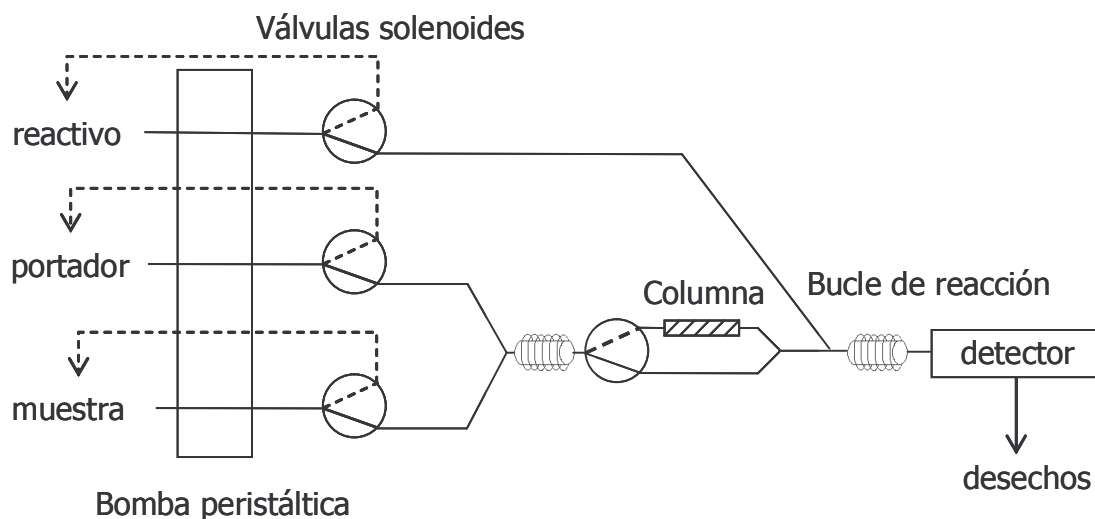 Válvulas solenoides
reactivo
portador
Columna
Bucle de reacción
detector
muestra
desechos
Bomba peristáltica